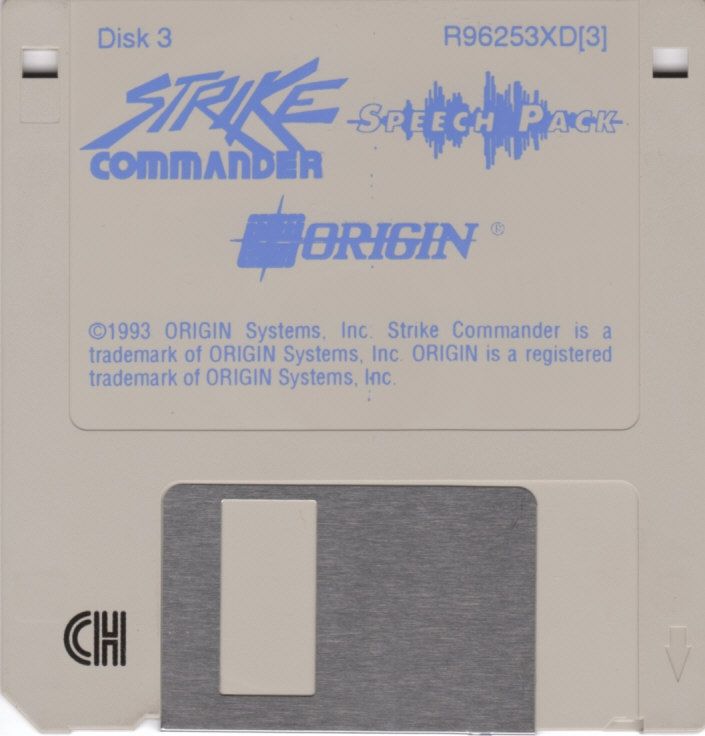 Disk 3 R96253XD[3]
STRIKE COMMANDER SPEECH PACK
ORIGIN ®
©1993 ORIGIN Systems, Inc. Strike Commander is a
trademark of ORIGIN Systems, Inc. ORIGIN is a registered
trademark of ORIGIN Systems, Inc.
CH